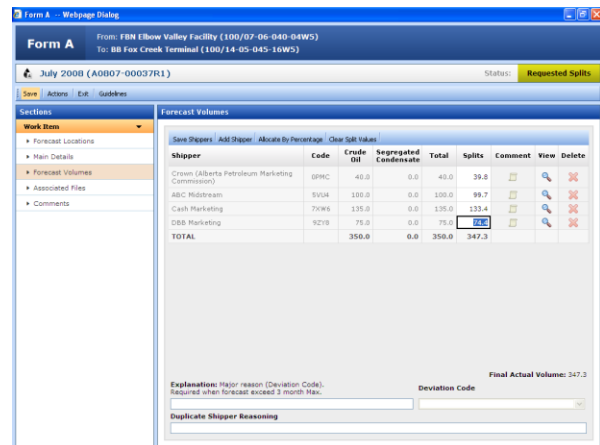 Form A -- Webpage Dialog
Form A
From: FBN Elbow Valley Facility (100/07-06-040-04W5)
To: BB Fox Creek Terminal (100/14-05-045-16W5)
July 2008 (A0807-00037R1)
Status: Requested Splits
Save Actions Exit Guidelines
Sections
Forecast Volumes
Work Item
Forecast Locations
Main Details
Forecast Volumes
Associated Files
Comments
Save Shippers Add Shipper Allocate By Percentage Clear Split Values
Shipper Code Crude Oil Segregated Condensate Total Splits Comment View Delete
Crown (Alberta Petroleum Marketing Commission) 0PMC 40.0 0.0 40.0 39.8
ABC Midstream 5VU4 100.0 0.0 100.0 99.7
Cash Marketing 7XW6 135.0 0.0 135.0 133.4
DBB Marketing 9ZY8 75.0 0.0 75.0 74.4
TOTAL 350.0 0.0 350.0 347.3
Final Actual Volume: 347.3
Explanation: Major reason (Deviation Code).
Required when forecast exceed 3 month Max.
Deviation Code
Duplicate Shipper Reasoning